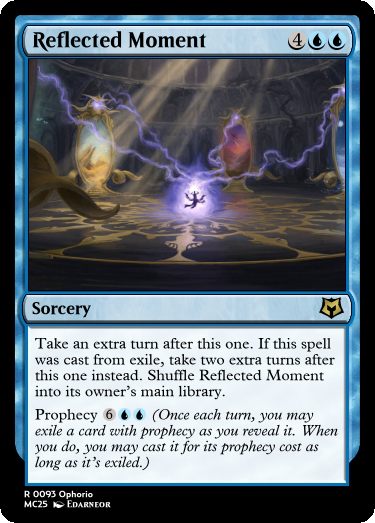 Reflected Moment 4
Sorcery
Take an extra turn after this one. If this spell
was cast from exile, take two extra turns after
this one instead. Shuffle Reflected Moment
into its owner's main library.
Prophecy 6 (Once each turn, you may
exile a card with prophecy as you reveal it. When
you do, you may cast it for its prophecy cost as
long as it's exiled.)
R 0093 Ophorio
MC25 Edarneor